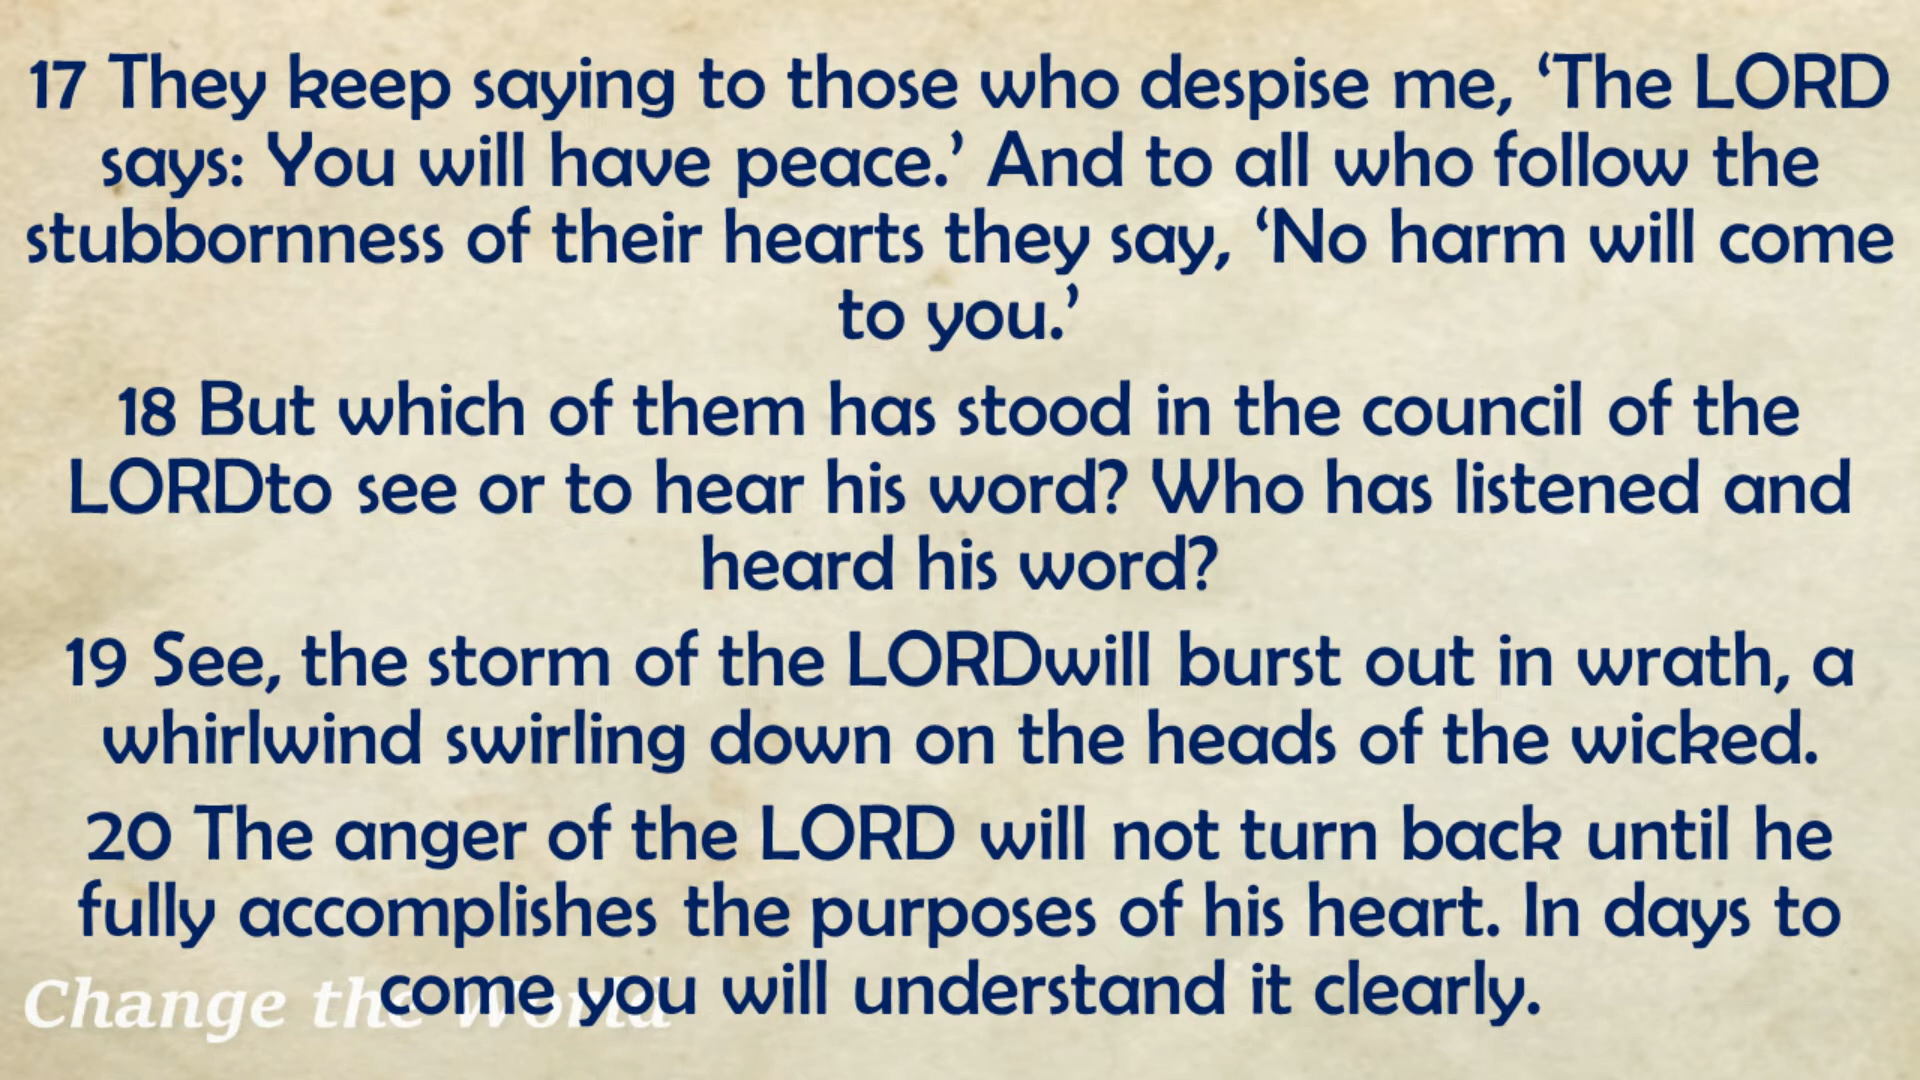 17 They keep saying to those who despise me, ‘The LORD
says: You will have peace.’ And to all who follow the
stubbornness of their hearts they say, ‘No harm will come
to you.’
18 But which of them has stood in the council of the
LORDto see or to hear his word? Who has listened and
heard his word?
19 See, the storm of the LORDwill burst out in wrath, a
whirlwind swirling down on the heads of the wicked.
20 The anger of the LORD will not turn back until he
fully accomplishes the purposes of his heart. In days to
come you will understand it clearly.
Change the World